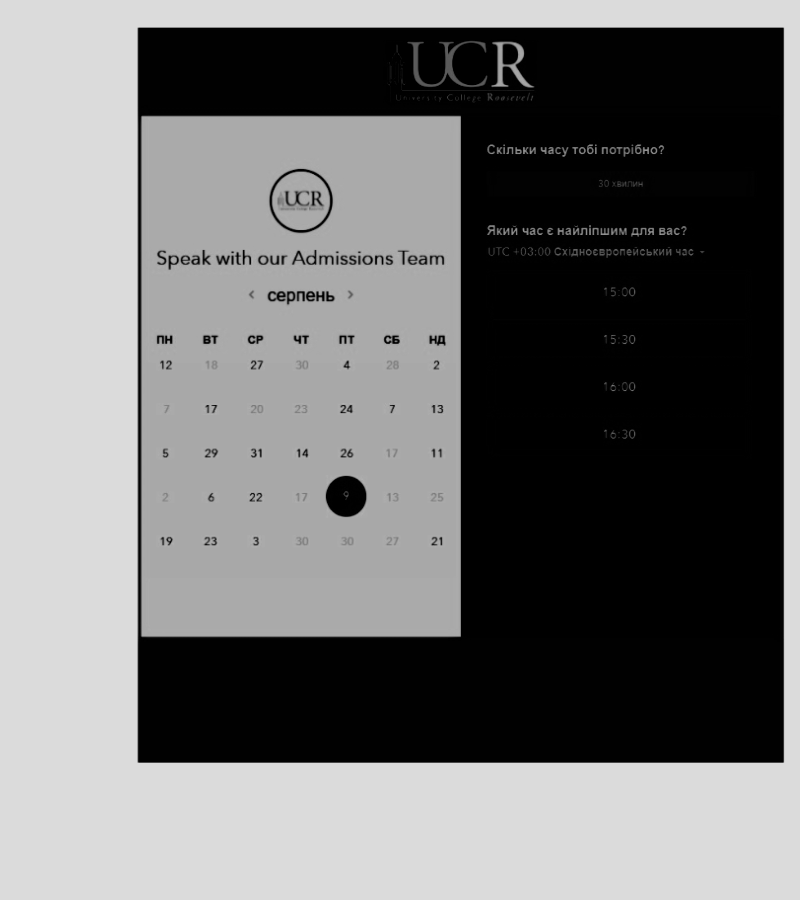 UCR
University College Roosevelt
UCR
Speak with our Admissions Team
< серпень >
ПН ВТ СР ЧТ ПТ СБ НД
12 18 27 30 4 28 2
7 17 20 23 24 7 13
5 29 31 14 26 17 11
2 6 22 17 9 13 25
19 23 3 30 30 27 21
Скільки часу тобі потрібно?
30 хвилин
Який час є найліпшим для вас?
UTC +03:00 Східноєвропейський час
15:00
15:30
16:00
16:30